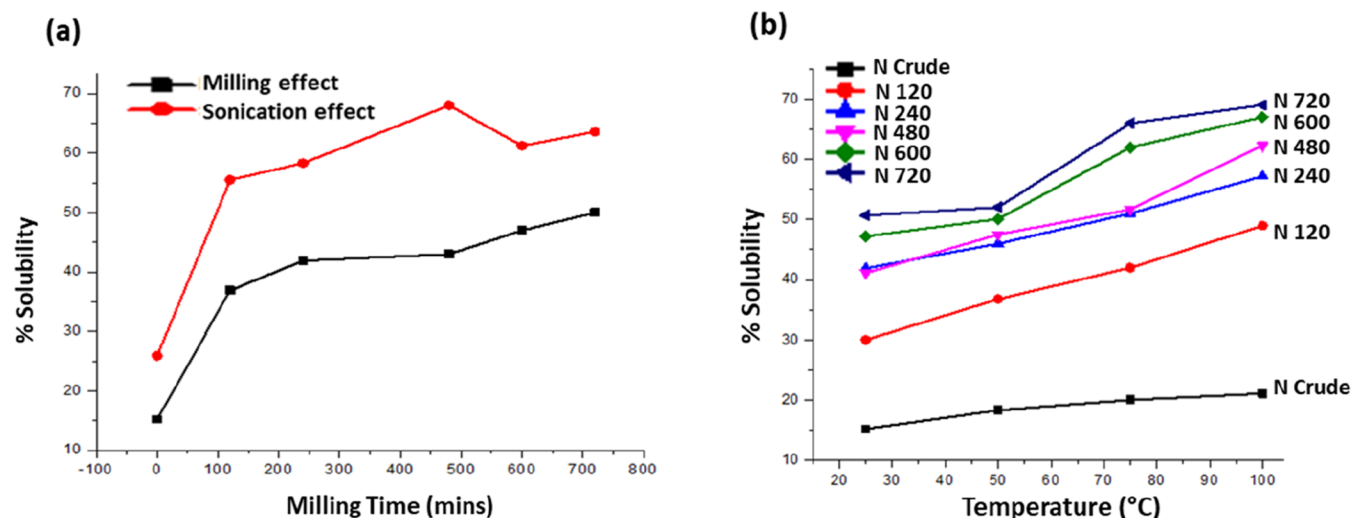 (a)
Milling effect
Sonication effect
70
60
50
40
30
20
10
% Solubility
-100 0 100 200 300 400 500 600 700 800
Milling Time (mins)
(b)
N Crude
N 120
N 240
N 480
N 600
N 720
70
60
50
40
30
20
10
% Solubility
N 720
N 600
N 480
N 240
N 120
N Crude
20 30 40 50 60 70 80 90 100
Temperature (°C)